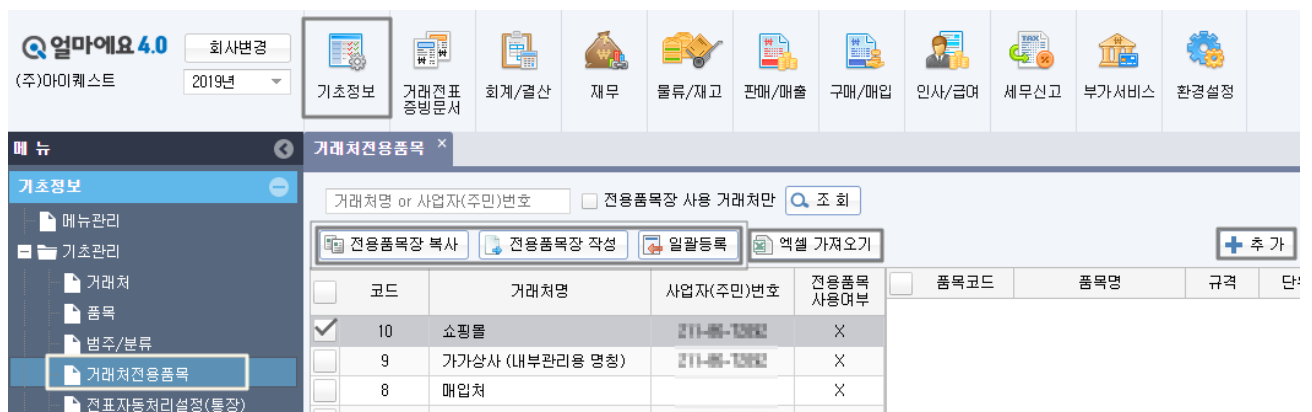 얼마에요 4.0
회사변경
(주)아이퀘스트
2019년
기초정보
거래전표
증빙문서
회계/결산
재무
물류/재고
판매/매출
구매/매입
인사/급여
세무신고
부가서비스
환경설정
메 뉴
거래처전용품목 ×
기초정보
메뉴관리
기초관리
거래처
품목
범주/분류
거래처전용품목
전표자동처리설정(통장)
거래처명 or 사업자(주민)번호
전용품목장 사용 거래처만
조 회
전용품목장 복사
전용품목장 작성
일괄등록
엑셀 가져오기
추 가
코드 거래처명 사업자(주민)번호 전용품목
사용여부
품목코드 품목명 규격
10 쇼핑몰 X
9 가가상사 (내부관리용 명칭) X
8 매입처 X